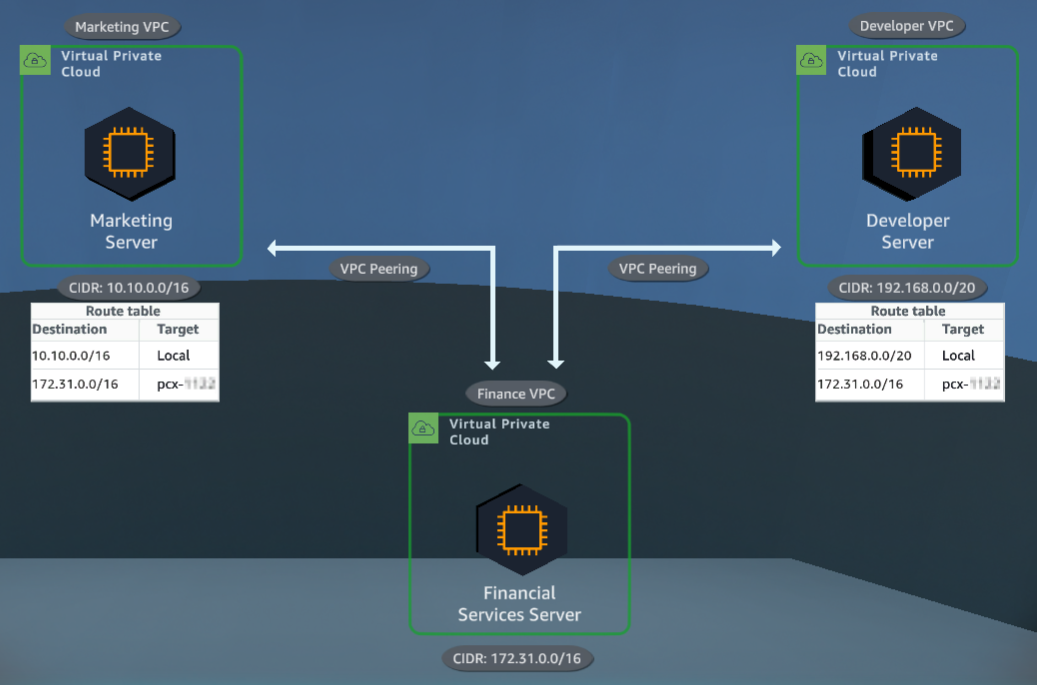 Marketing VPC
Virtual Private
Cloud
Marketing
Server
CIDR: 10.10.0.0/16
Route table
Destination Target
10.10.0.0/16 Local
172.31.0.0/16 pcx-
Developer VPC
Virtual Private
Cloud
Developer
Server
CIDR: 192.168.0.0/20
Route table
Destination Target
192.168.0.0/20 Local
172.31.0.0/16 pcx-
VPC Peering
VPC Peering
Finance VPC
Virtual Private
Cloud
Financial
Services Server
CIDR: 172.31.0.0/16